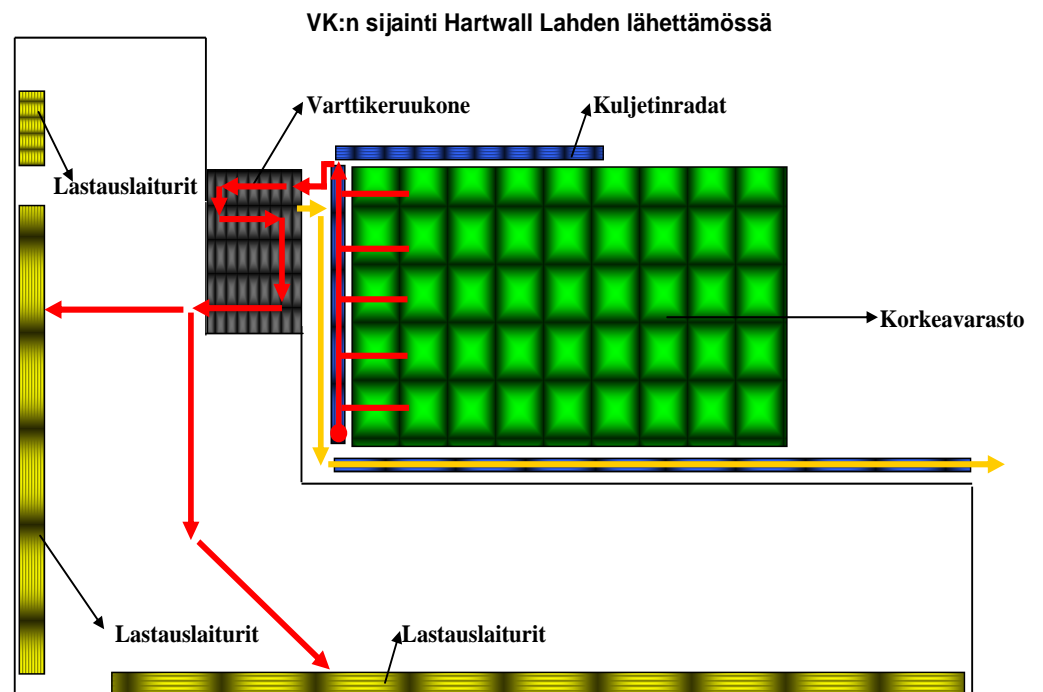 VK:n sijainti Hartwall Lahden lähettämössä
Varttikeruukone
Kuljetinradat
Lastauslaiturit
Korkeavarasto
Lastauslaiturit
Lastauslaiturit